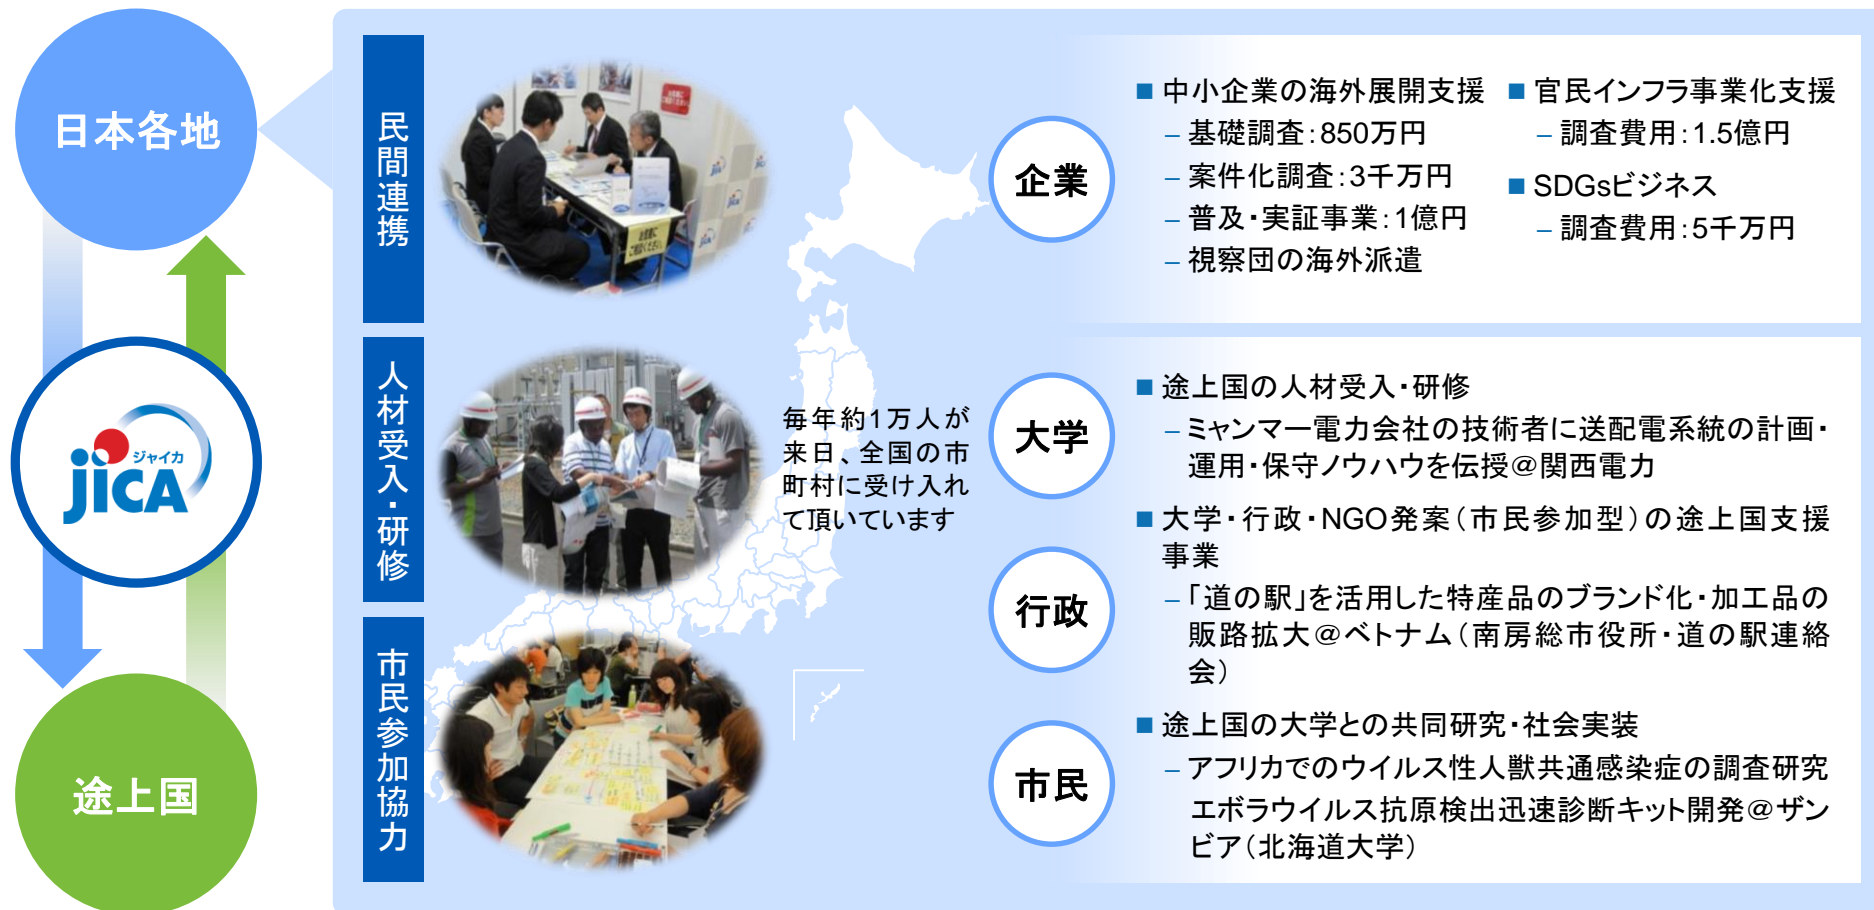 日本各地
ジャイカ
jICA
途上国
民間連携
お気軽に
ご相談ください。
jICA
人材受入・研修
毎年約1万人が
来日、全国の市
町村に受け入れ
て頂いています
市民参加協力
企業
■ 中小企業の海外展開支援
– 基礎調査：850万円
– 案件化調査：3千万円
– 普及・実証事業：1億円
– 視察団の海外派遣
■ 官民インフラ事業化支援
– 調査費用：1.5億円
■ SDGsビジネス
– 調査費用：5千万円
大学
行政
市民
■ 途上国の人材受入・研修
– ミャンマー電力会社の技術者に送配電系統の計画・
運用・保守ノウハウを伝授＠関西電力
■ 大学・行政・NGO発案（市民参加型）の途上国支援
事業
– 「道の駅」を活用した特産品のブランド化・加工品の
販路拡大＠ベトナム（南房総市役所・道の駅連絡
会）
■ 途上国の大学との共同研究・社会実装
– アフリカでのウイルス性人獣共通感染症の調査研究
エボラウイルス抗原検出迅速診断キット開発＠ザン
ビア（北海道大学）